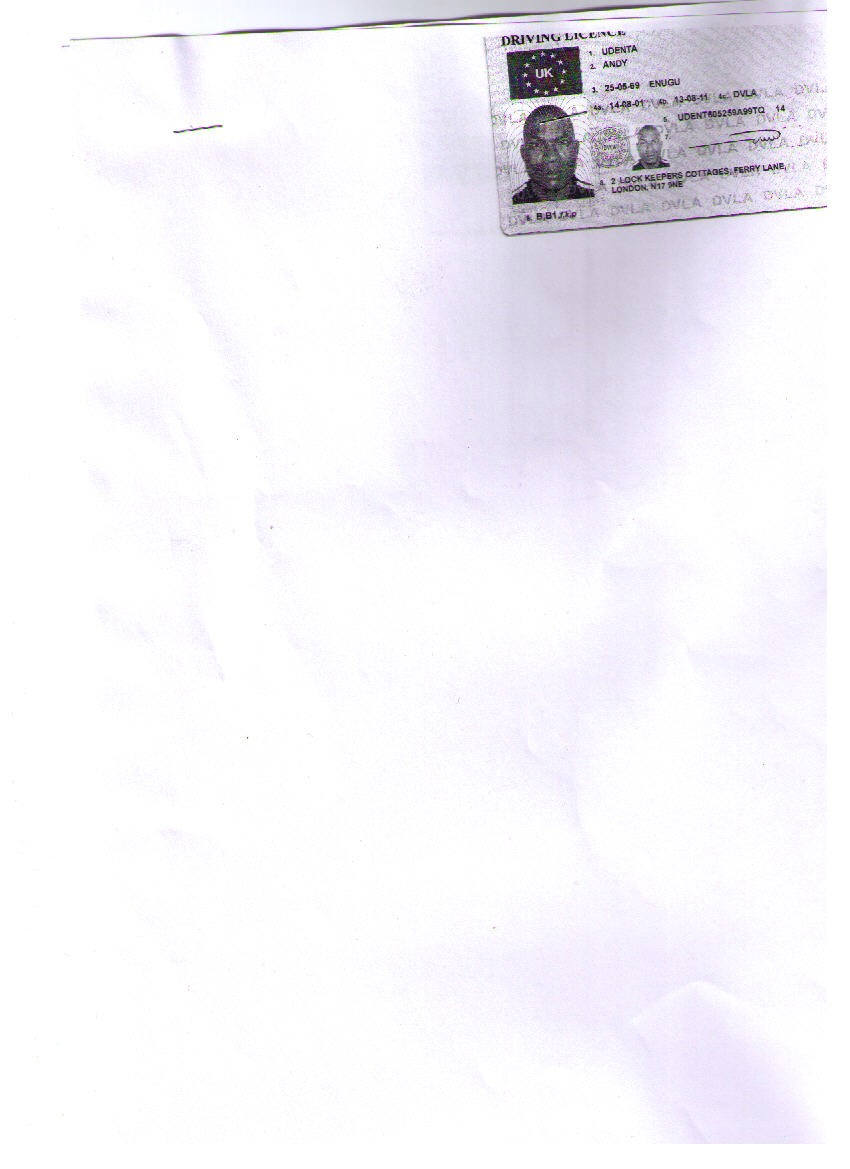 DRIVING LICENCE
UK
1. UDENTA
2. ANDY
3. 25-05-69 ENUGU
4a. 14-08-01 4b. 13-08-11 4c. DVLA
5. UDENT605259A99TQ 14
8. 2 LOCK KEEPERS COTTAGES, FERRY LANE,
LONDON, N17 9NE
9. B,B1,f,k,p
DVLA DVLA DVLA DVLA DVLA